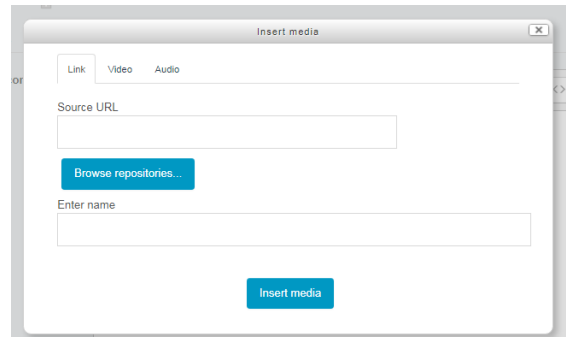 Insert media
Link Video Audio
Source URL
Browse repositories...
Enter name
Insert media